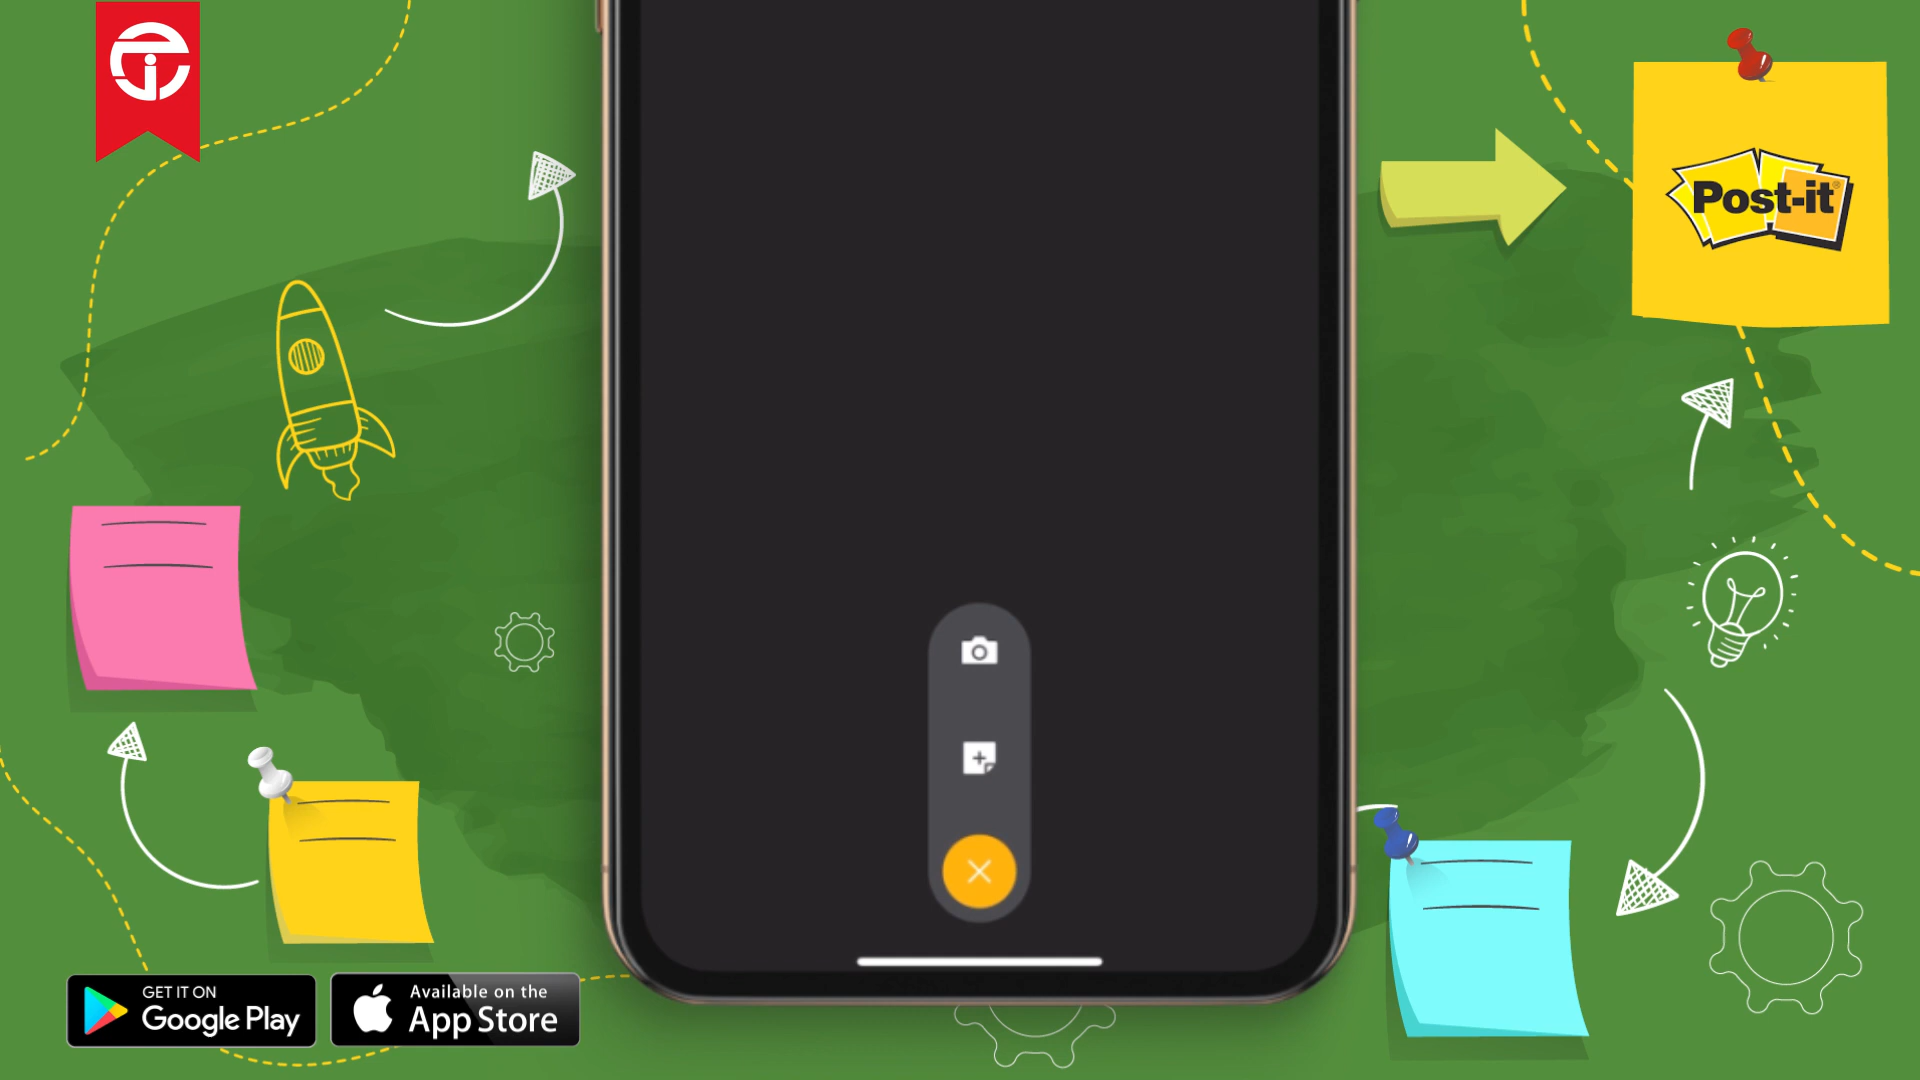 Post-it
GET IT ON
Google Play
Available on the
App Store